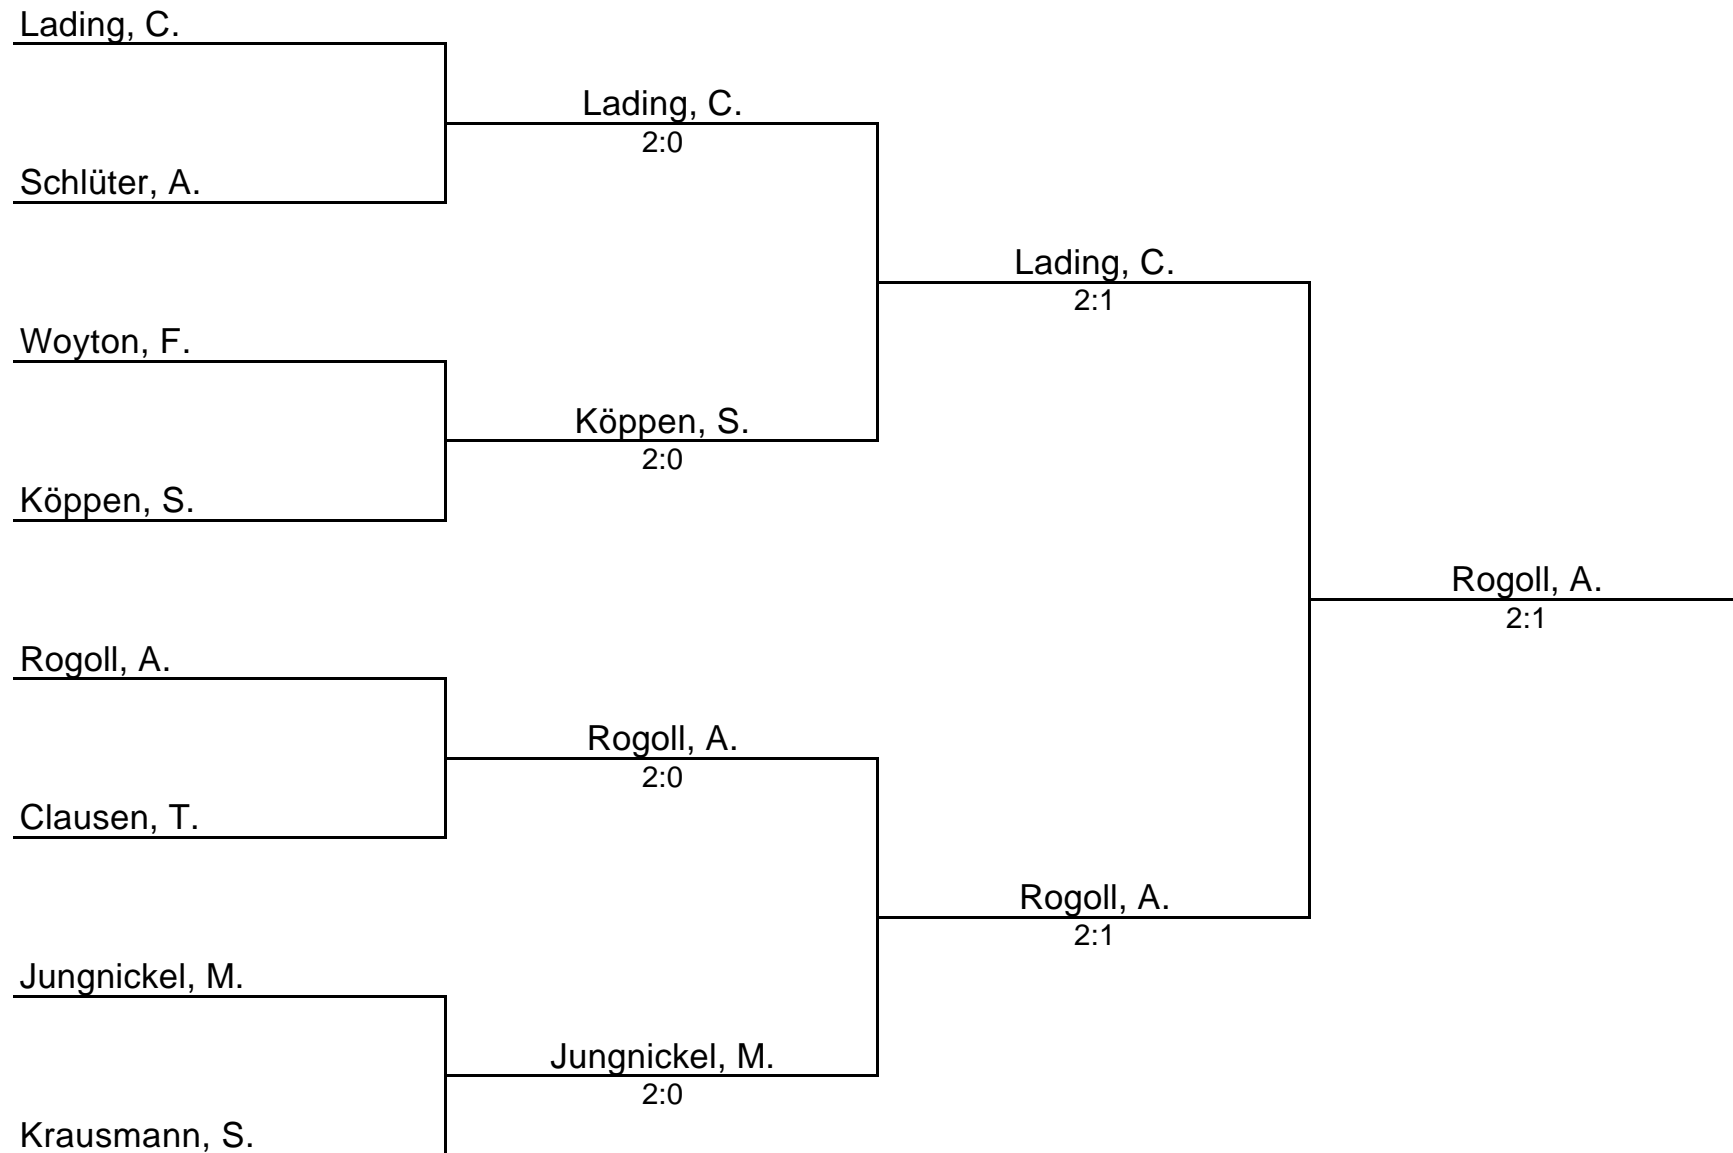 Lading, C.
Lading, C.
2:0
Schlüter, A.
Lading, C.
2:1
Woyton, F.
Köppen, S.
2:0
Köppen, S.
Rogoll, A.
2:1
Rogoll, A.
Rogoll, A.
2:0
Clausen, T.
Rogoll, A.
2:1
Jungnickel, M.
Jungnickel, M.
2:0
Krausmann, S.